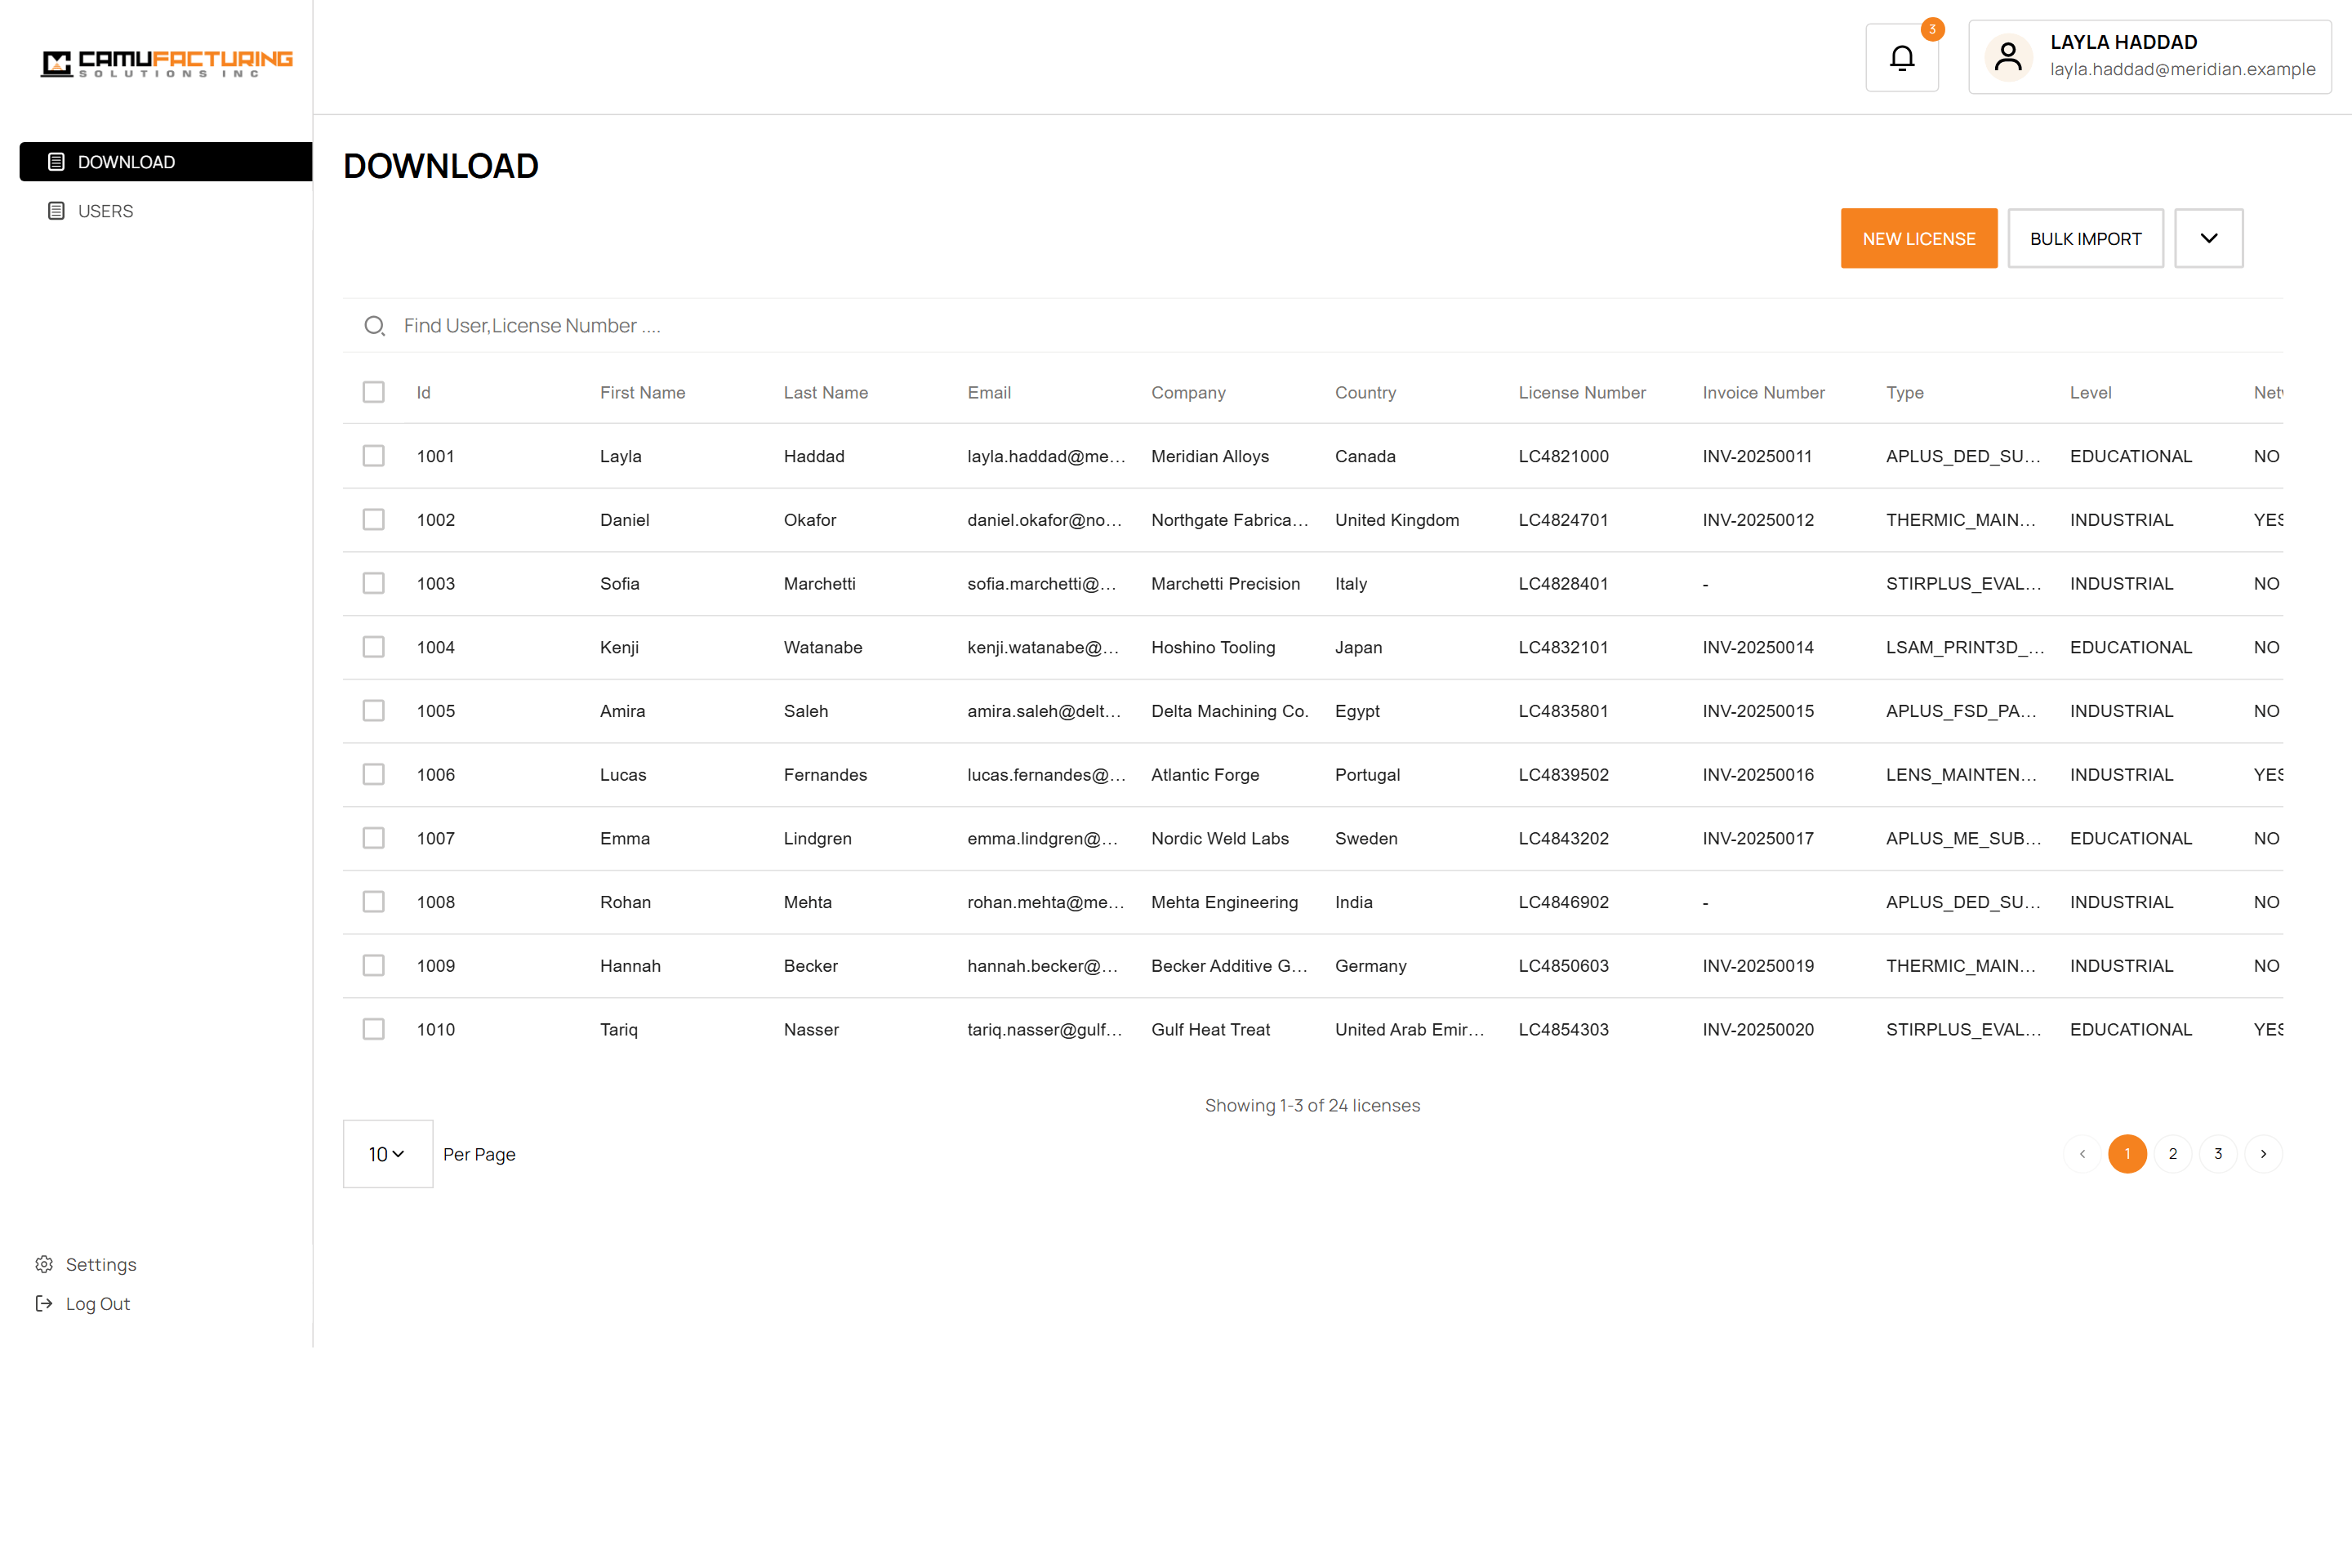 CAMUFACTURING
SOLUTIONS INC
3
LAYLA HADDAD
layla.haddad@meridian.example
DOWNLOAD
USERS
DOWNLOAD
NEW LICENSE
BULK IMPORT
Find User,License Number ....
Id First Name Last Name Email Company Country License Number Invoice Number Type Level Netv
1001 Layla Haddad layla.haddad@me... Meridian Alloys Canada LC4821000 INV-20250011 APLUS_DED_SU... EDUCATIONAL NO
1002 Daniel Okafor daniel.okafor@no... Northgate Fabrica... United Kingdom LC4824701 INV-20250012 THERMIC_MAIN... INDUSTRIAL YES
1003 Sofia Marchetti sofia.marchetti@... Marchetti Precision Italy LC4828401 - STIRPLUS_EVAL... INDUSTRIAL NO
1004 Kenji Watanabe kenji.watanabe@... Hoshino Tooling Japan LC4832101 INV-20250014 LSAM_PRINT3D_... EDUCATIONAL NO
1005 Amira Saleh amira.saleh@delt... Delta Machining Co. Egypt LC4835801 INV-20250015 APLUS_FSD_PA... INDUSTRIAL NO
1006 Lucas Fernandes lucas.fernandes@... Atlantic Forge Portugal LC4839502 INV-20250016 LENS_MAINTEN... INDUSTRIAL YES
1007 Emma Lindgren emma.lindgren@... Nordic Weld Labs Sweden LC4843202 INV-20250017 APLUS_ME_SUB... EDUCATIONAL NO
1008 Rohan Mehta rohan.mehta@me... Mehta Engineering India LC4846902 - APLUS_DED_SU... INDUSTRIAL NO
1009 Hannah Becker hannah.becker@... Becker Additive G... Germany LC4850603 INV-20250019 THERMIC_MAIN... INDUSTRIAL NO
1010 Tariq Nasser tariq.nasser@gulf... Gulf Heat Treat United Arab Emir... LC4854303 INV-20250020 STIRPLUS_EVAL... EDUCATIONAL YES
Showing 1-3 of 24 licenses
10 Per Page
1 2 3
Settings
Log Out